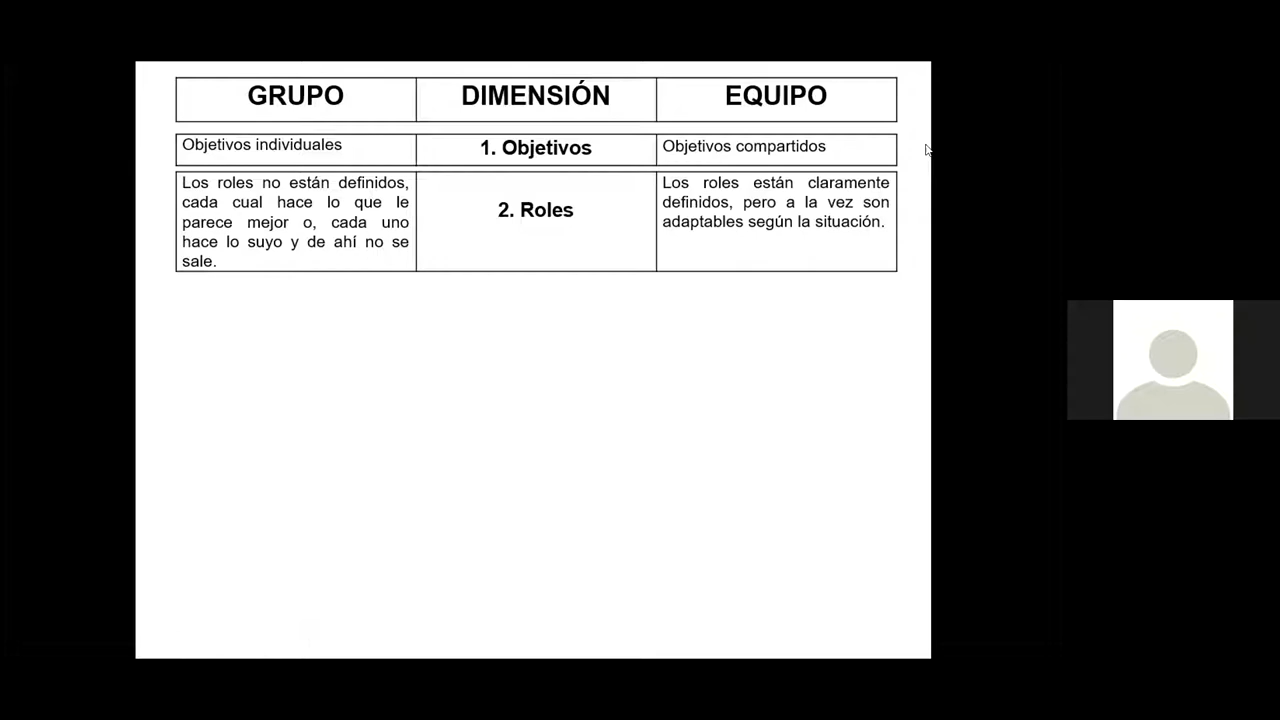 GRUPO DIMENSIÓN EQUIPO
Objetivos individuales 1. Objetivos Objetivos compartidos
Los roles no están definidos,
cada cual hace lo que le
parece mejor o, cada uno
hace lo suyo y de ahí no se
sale.
2. Roles
Los roles están claramente
definidos, pero a la vez son
adaptables según la situación.